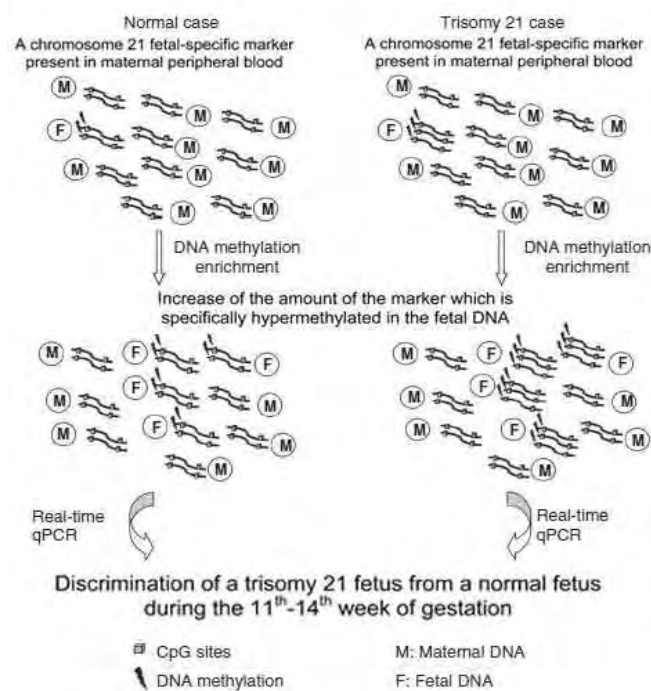 Normal case
A chromosome 21 fetal-specific marker
present in maternal peripheral blood
Trisomy 21 case
A chromosome 21 fetal-specific marker
present in maternal peripheral blood
M
M
M
F
M
M
M
M
M
M
M
M
M
F
M
M
M
M
M
M
DNA methylation
enrichment
DNA methylation
enrichment
Increase of the amount of the marker which is
specifically hypermethylated in the fetal DNA
M
F
F
F
M
M
F
M
M
M
M
F
F
F
M
M
F
M
M
M
Real-time
qPCR
Real-time
qPCR
Discrimination of a trisomy 21 fetus from a normal fetus
during the 11th-14th week of gestation
CpG sites
M: Maternal DNA
DNA methylation
F: Fetal DNA